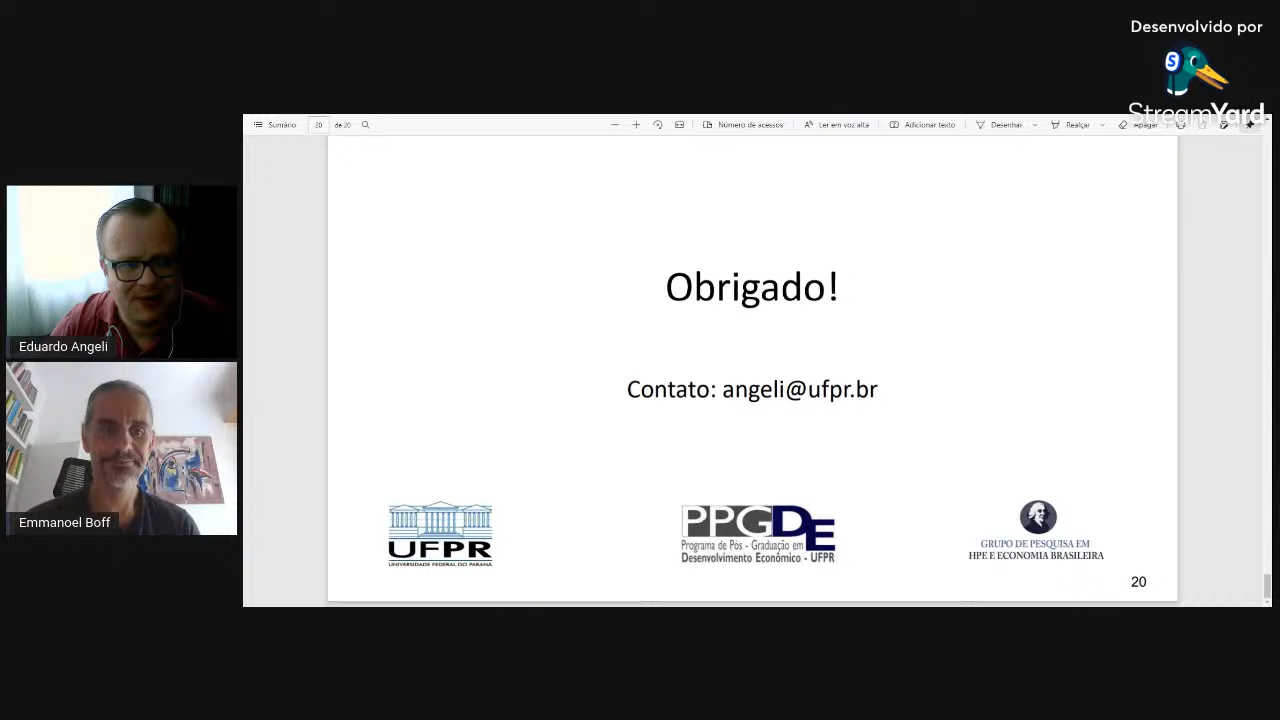 Desenvolvido por
StreamYard
Sumário 20 de 20 Número de acessos Ler em voz alta Adicionar texto Desenhar Realçar Apagar
Obrigado!
Contato: angeli@ufpr.br
Eduardo Angeli
Emmanoel Boff
UFPR
UNIVERSIDADE FEDERAL DO PARANÁ
PPGDE
Programa de Pós - Graduação em
Desenvolvimento Econômico - UFPR
GRUPO DE PESQUISA EM
HPE E ECONOMIA BRASILEIRA
20